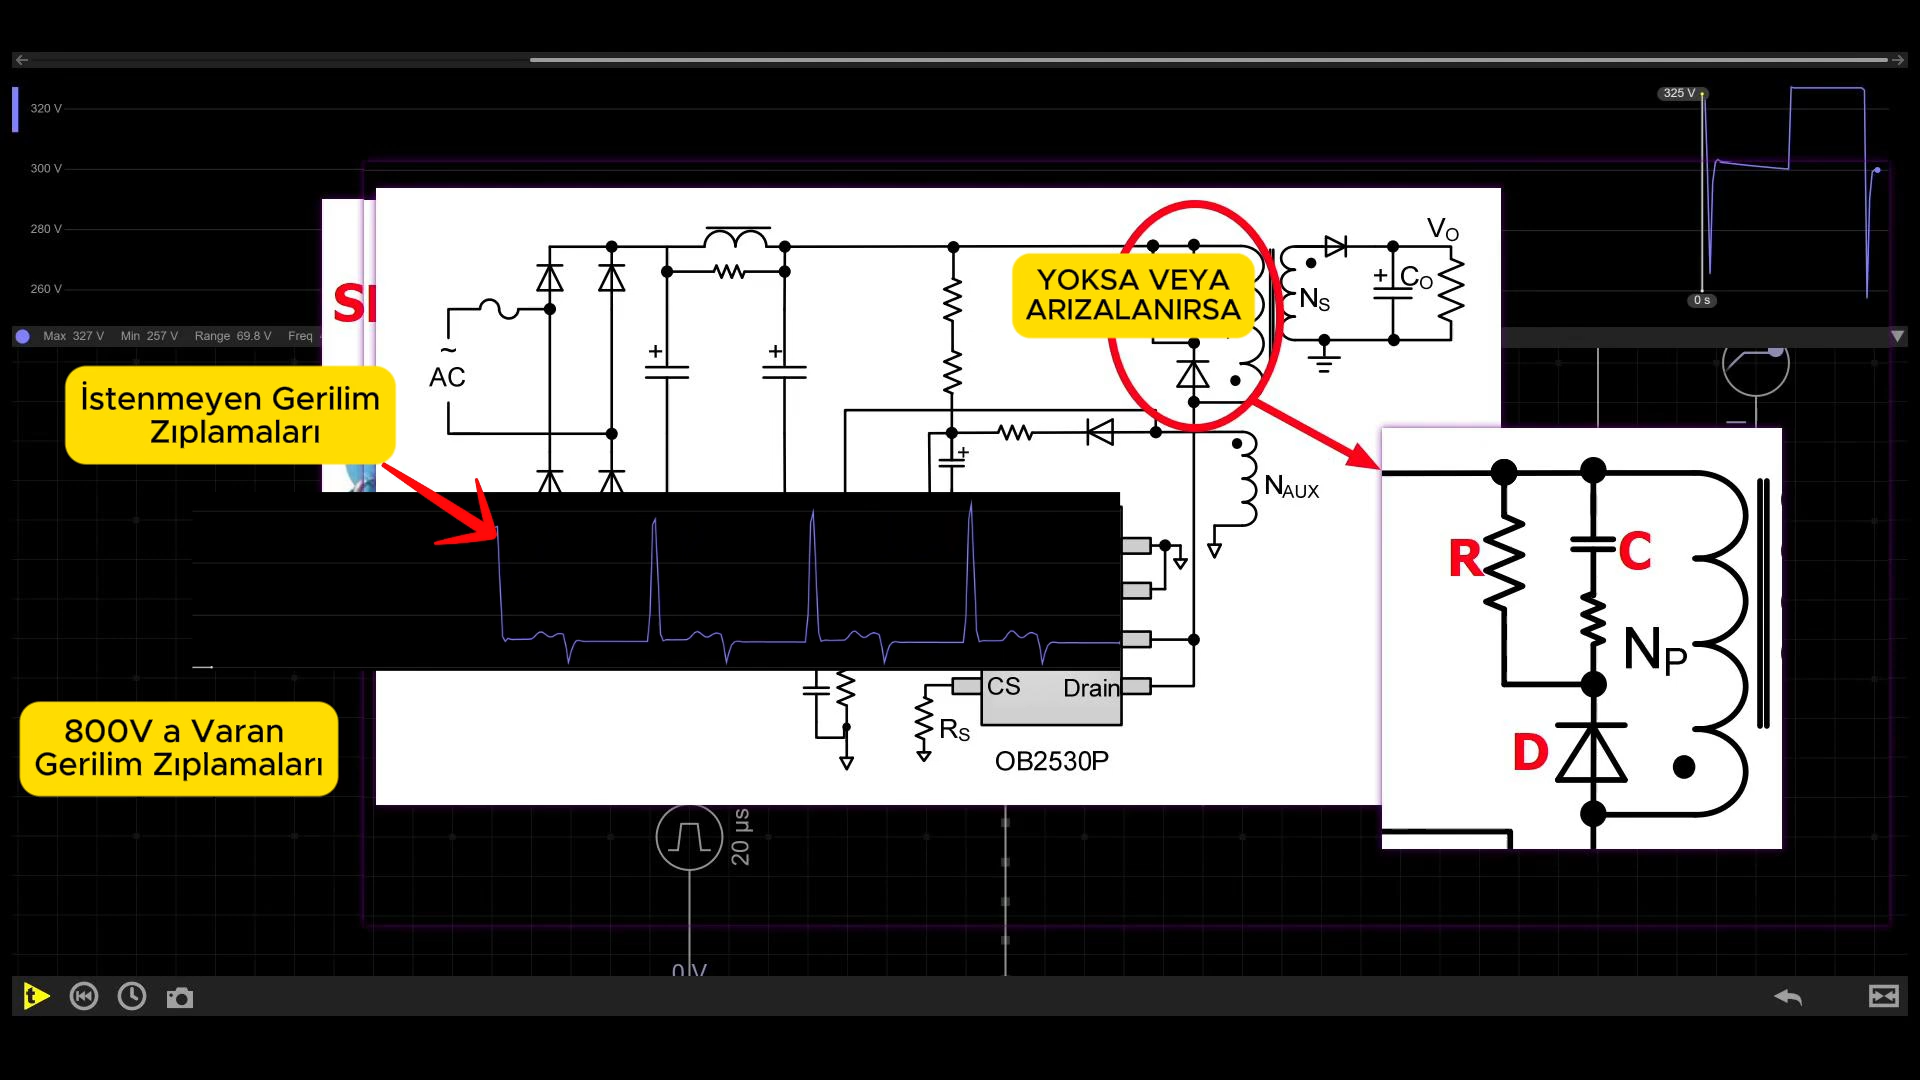 320 V
300 V
280 V
260 V
325 V
0 s
Max 327 V Min 257 V Range 69.8 V Freq
YOKSA VEYA
ARIZALANIRSA
VO
CO
NS
AC
İstenmeyen Gerilim
Zıplamaları
NAUX
R
C
NP
D
CS
Drain
RS
OB2530P
800V a Varan
Gerilim Zıplamaları
20 µs
0 V
t